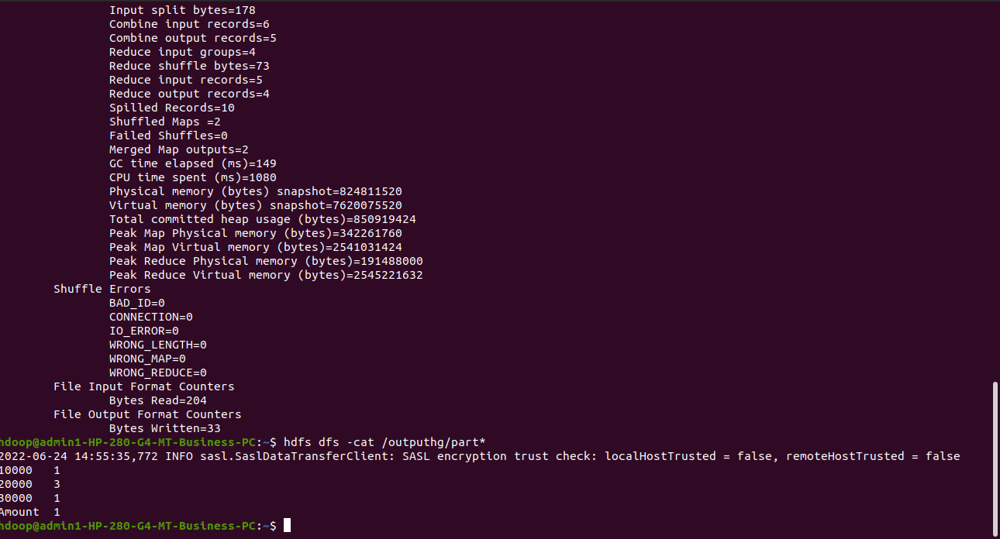 Input split bytes=178
Combine input records=6
Combine output records=5
Reduce input groups=4
Reduce shuffle bytes=73
Reduce input records=5
Reduce output records=4
Spilled Records=10
Shuffled Maps =2
Failed Shuffles=0
Merged Map outputs=2
GC time elapsed (ms)=149
CPU time spent (ms)=1080
Physical memory (bytes) snapshot=824811520
Virtual memory (bytes) snapshot=7620075520
Total committed heap usage (bytes)=850919424
Peak Map Physical memory (bytes)=342261760
Peak Map Virtual memory (bytes)=2541031424
Peak Reduce Physical memory (bytes)=191488000
Peak Reduce Virtual memory (bytes)=2545221632
Shuffle Errors
BAD_ID=0
CONNECTION=0
IO_ERROR=0
WRONG_LENGTH=0
WRONG_MAP=0
WRONG_REDUCE=0
File Input Format Counters
Bytes Read=204
File Output Format Counters
Bytes Written=33
hdoop@admin1-HP-280-G4-MT-Business-PC:~$ hdfs dfs -cat /outputhg/part*
2022-06-24 14:55:35,772 INFO sasl.SaslDataTransferClient: SASL encryption trust check: localHostTrusted = false, remoteHostTrusted = false
10000 1
20000 3
30000 1
Amount 1
hdoop@admin1-HP-280-G4-MT-Business-PC:~$